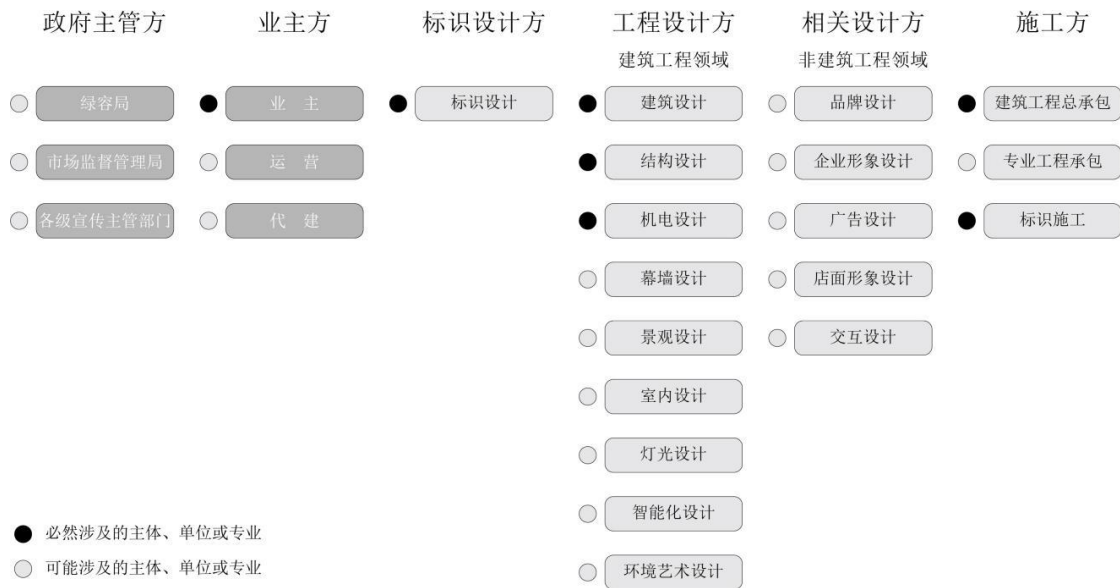 政府主管方 业主方 标识设计方 工程设计方 相关设计方 施工方
建筑工程领域 非建筑工程领域
绿容局 业 主 标识设计 建筑设计 品牌设计 建筑工程总承包
市场监督管理局 运 营 结构设计 企业形象设计 专业工程承包
各级宣传主管部门 代 建 机电设计 广告设计 标识施工
幕墙设计 店面形象设计
景观设计 交互设计
室内设计
灯光设计
智能化设计
必然涉及的主体、单位或专业
可能涉及的主体、单位或专业
环境艺术设计